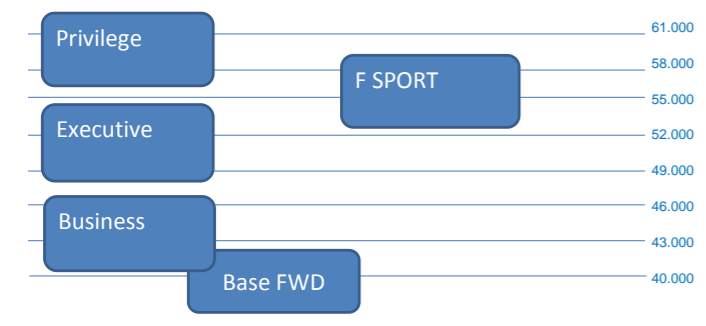 Privilege
61.000
58.000
F SPORT
55.000
Executive
52.000
49.000
46.000
Business
43.000
40.000
Base FWD